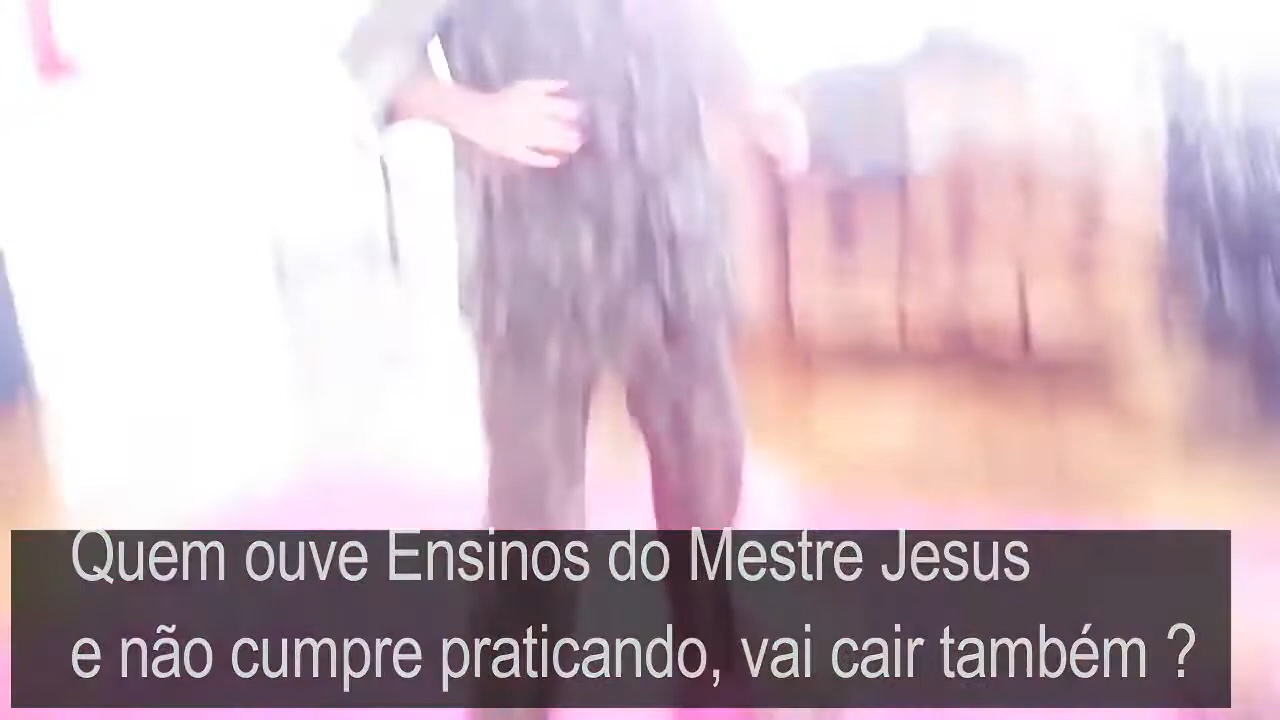 Quem ouve Ensinos do Mestre Jesus
e não cumpre praticando, vai cair também ?